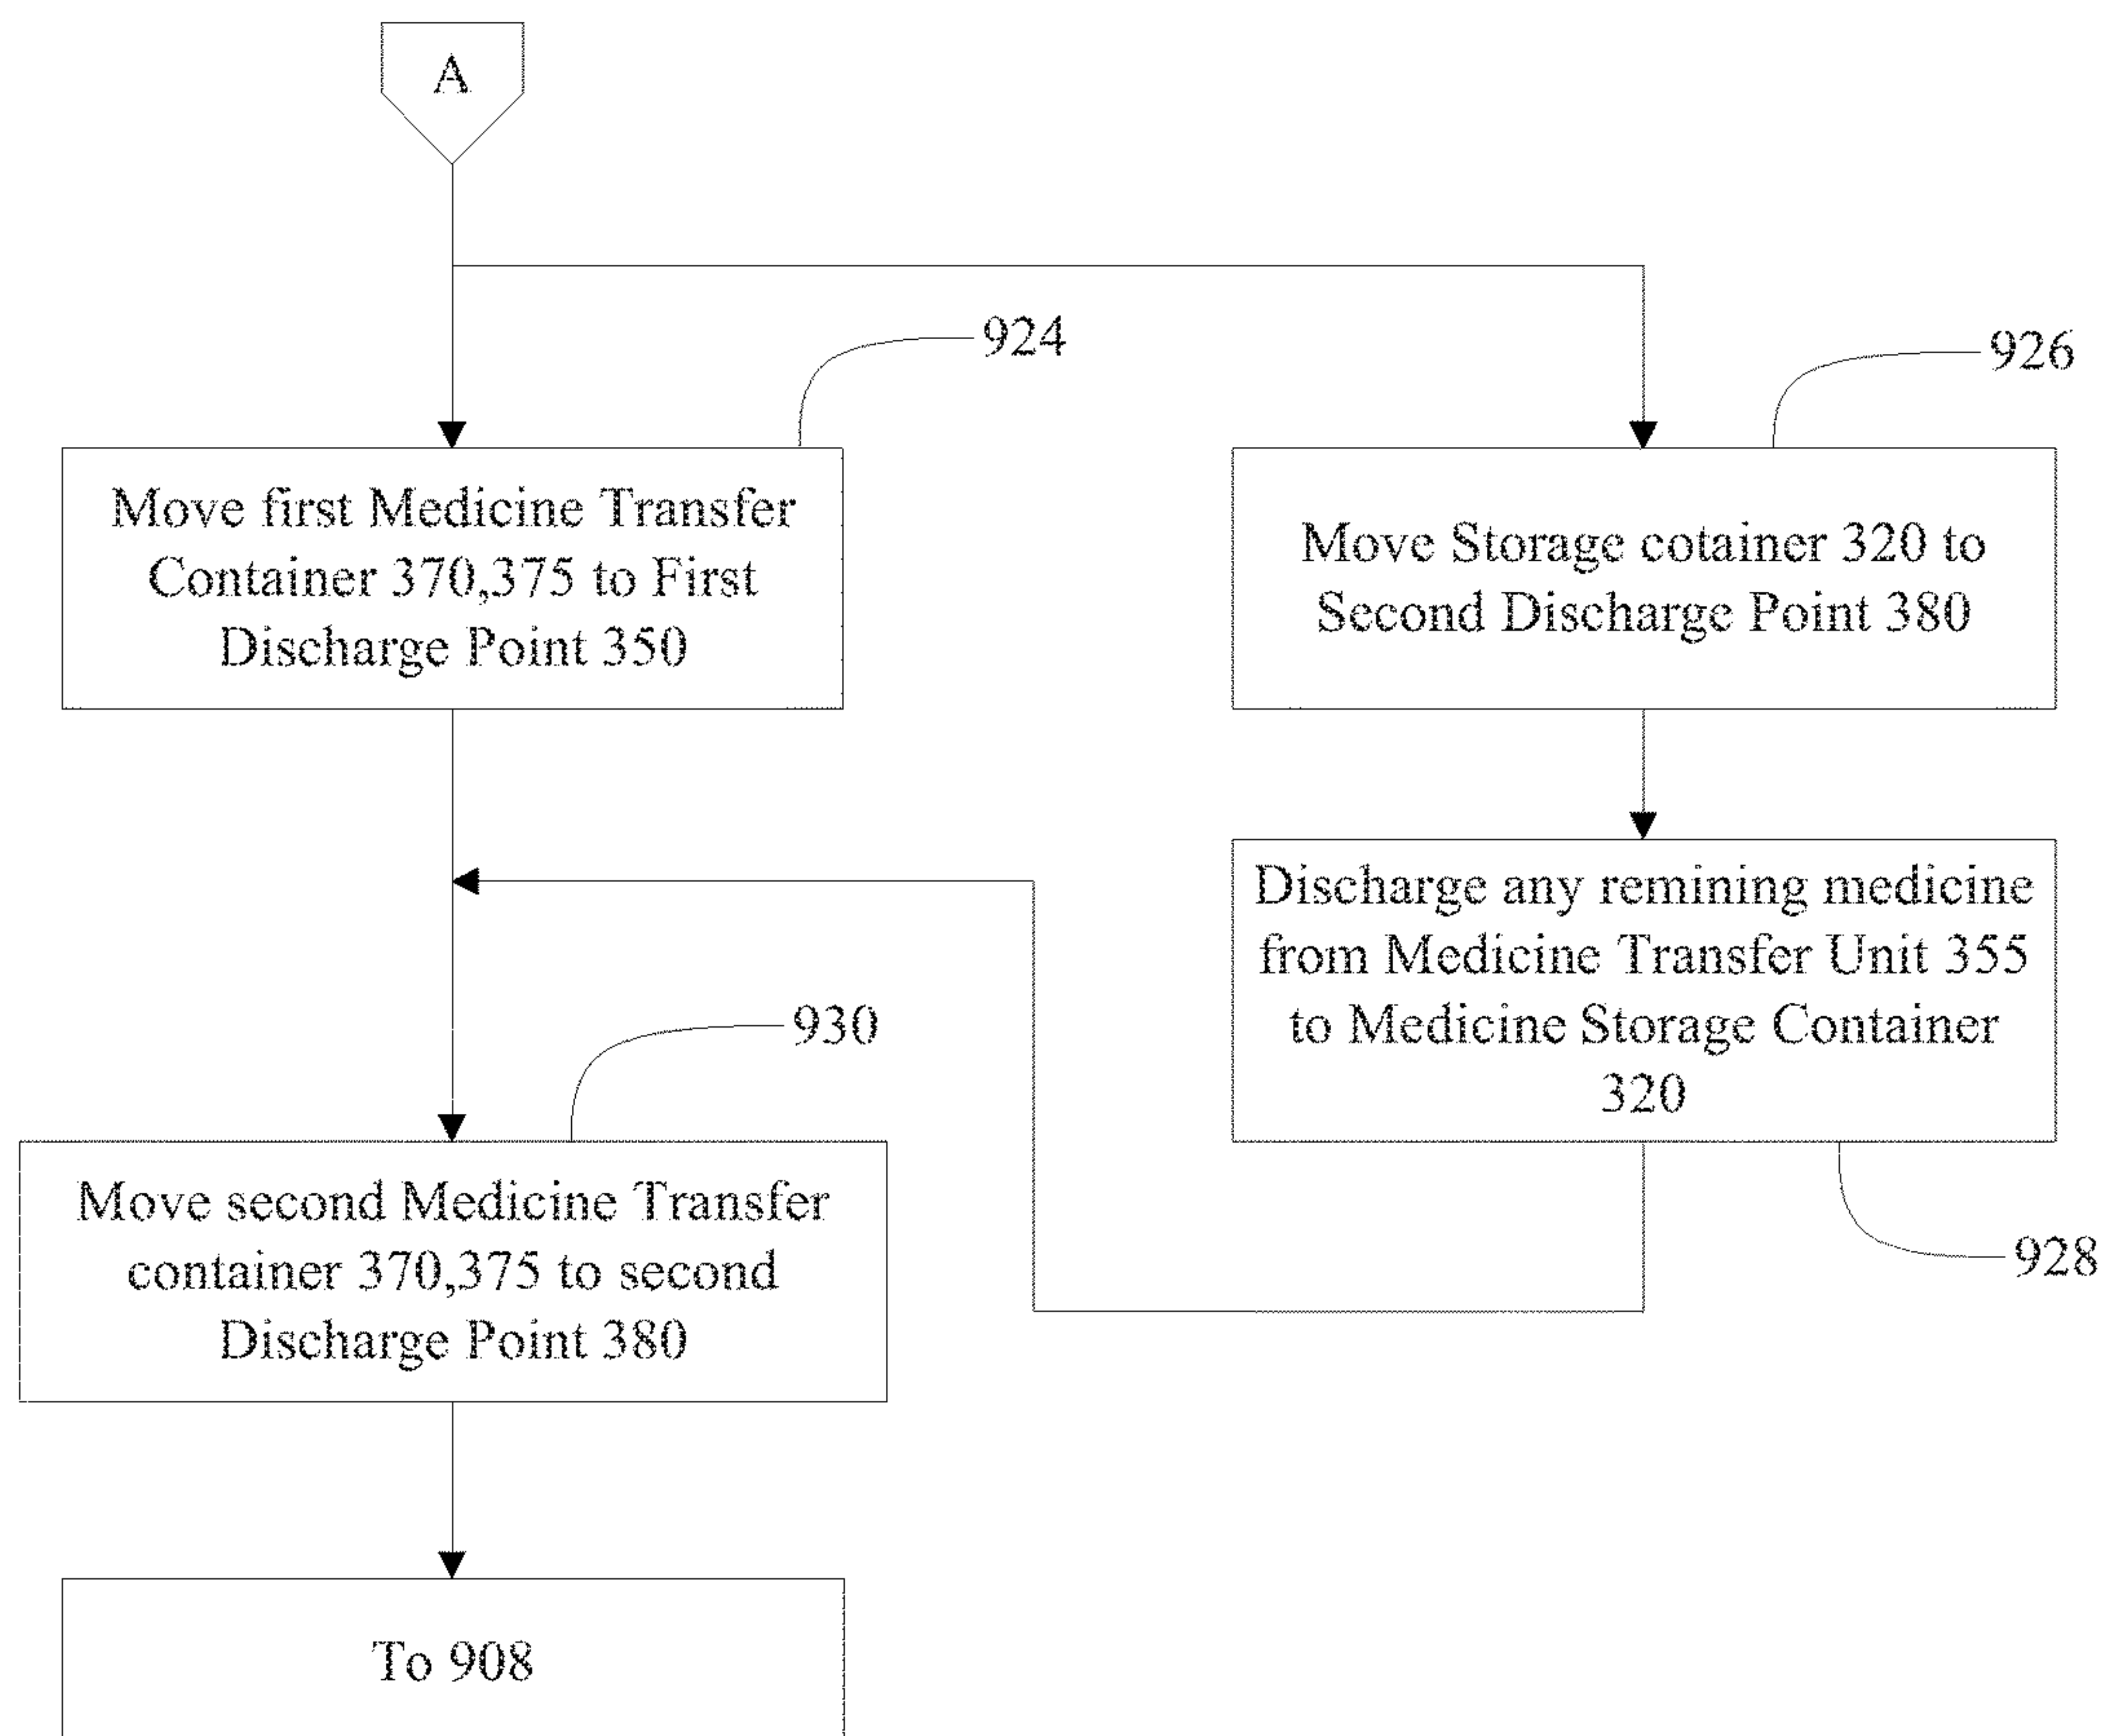 A
924
926
Move first Medicine Transfer
Container 370,375 to First
Discharge Point 350
Move Storage cotainer 320 to
Second Discharge Point 380
Discharge any remining medicine
from Medicine Transfer Unit 355
to Medicine Storage Container
320
930
Move second Medicine Transfer
container 370,375 to second
Discharge Point 380
928
To 908